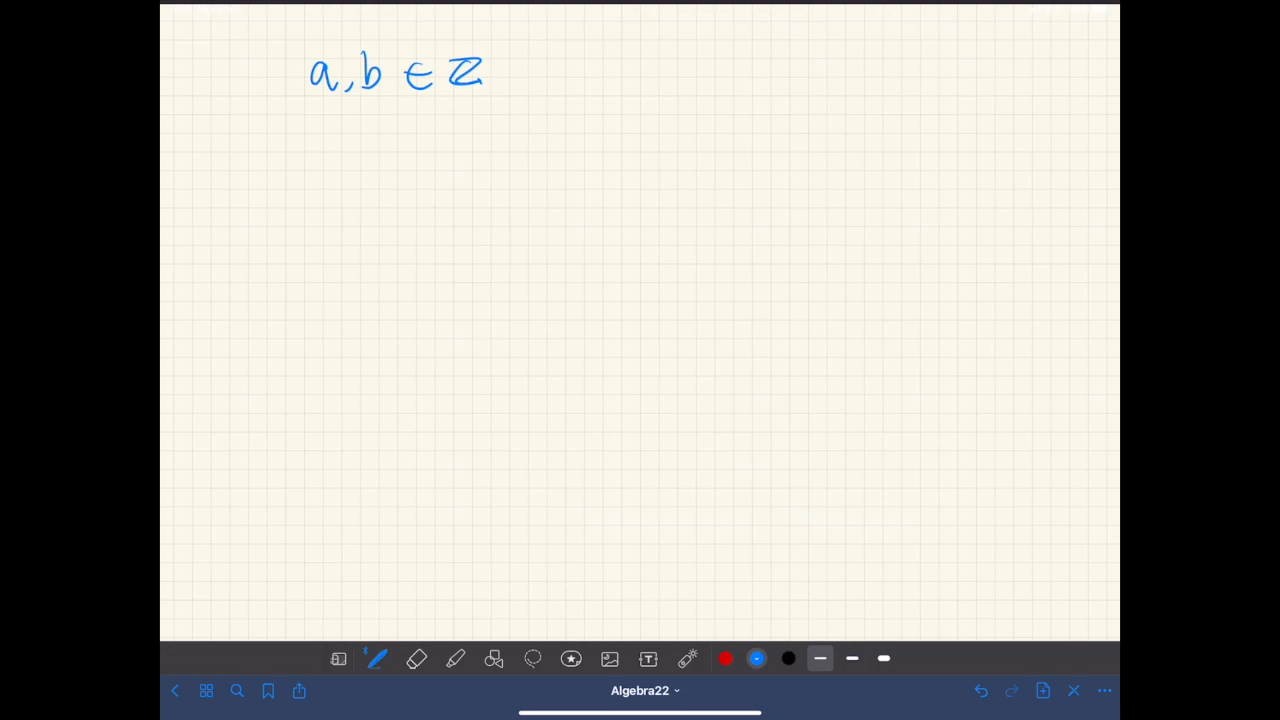 a, b ∈ ℤ
Algebra22